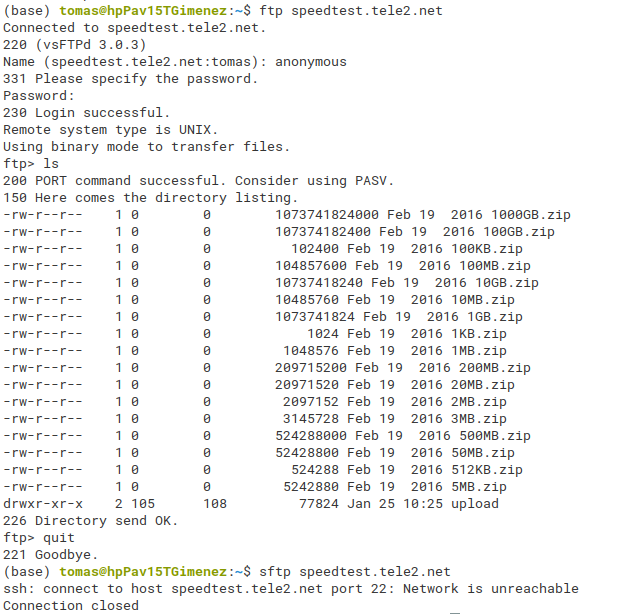 (base) tomas@hpPav15TGimenez:~$ ftp speedtest.tele2.net
Connected to speedtest.tele2.net.
220 (vsFTPd 3.0.3)
Name (speedtest.tele2.net:tomas): anonymous
331 Please specify the password.
Password:
230 Login successful.
Remote system type is UNIX.
Using binary mode to transfer files.
ftp> ls
200 PORT command successful. Consider using PASV.
150 Here comes the directory listing.
-rw-r--r--    1 0        0        1073741824000 Feb 19  2016 1000GB.zip
-rw-r--r--    1 0        0        107374182400 Feb 19  2016 100GB.zip
-rw-r--r--    1 0        0          102400 Feb 19  2016 100KB.zip
-rw-r--r--    1 0        0        104857600 Feb 19  2016 100MB.zip
-rw-r--r--    1 0        0        10737418240 Feb 19  2016 10GB.zip
-rw-r--r--    1 0        0        10485760 Feb 19  2016 10MB.zip
-rw-r--r--    1 0        0        1073741824 Feb 19  2016 1GB.zip
-rw-r--r--    1 0        0            1024 Feb 19  2016 1KB.zip
-rw-r--r--    1 0        0         1048576 Feb 19  2016 1MB.zip
-rw-r--r--    1 0        0        209715200 Feb 19  2016 200MB.zip
-rw-r--r--    1 0        0        20971520 Feb 19  2016 20MB.zip
-rw-r--r--    1 0        0         2097152 Feb 19  2016 2MB.zip
-rw-r--r--    1 0        0         3145728 Feb 19  2016 3MB.zip
-rw-r--r--    1 0        0        524288000 Feb 19  2016 500MB.zip
-rw-r--r--    1 0        0        52428800 Feb 19  2016 50MB.zip
-rw-r--r--    1 0        0          524288 Feb 19  2016 512KB.zip
-rw-r--r--    1 0        0         5242880 Feb 19  2016 5MB.zip
drwxr-xr-x    2 105      108         77824 Jan 25 10:25 upload
226 Directory send OK.
ftp> quit
221 Goodbye.
(base) tomas@hpPav15TGimenez:~$ sftp speedtest.tele2.net
ssh: connect to host speedtest.tele2.net port 22: Network is unreachable
Connection closed